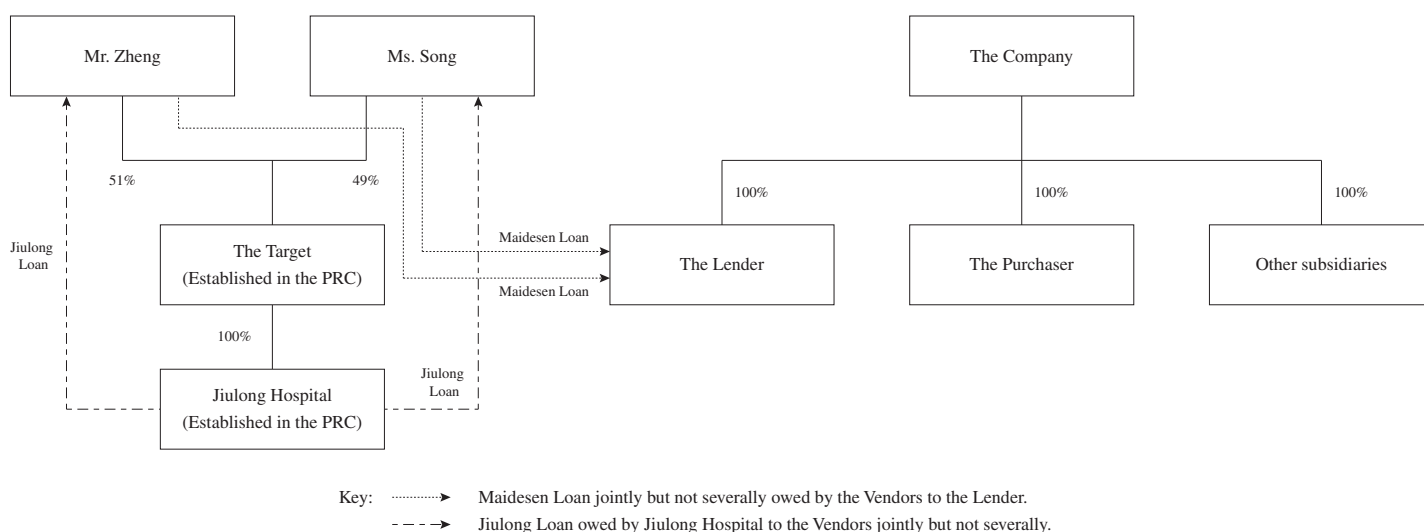 Mr. Zheng
Ms. Song
The Company
51%
49%
100%
100%
100%
Jiulong
Loan
The Target
(Established in the PRC)
Maidesen Loan
Maidesen Loan
The Lender
The Purchaser
Other subsidiaries
100%
Jiulong Hospital
(Established in the PRC)
Jiulong
Loan
Key:
Maidesen Loan jointly but not severally owed by the Vendors to the Lender.
Jiulong Loan owed by Jiulong Hospital to the Vendors jointly but not severally.